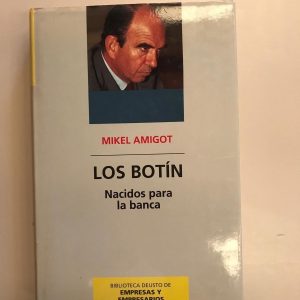 MIKEL AMIGOT
LOS BOTÍN
Nacidos para
la banca
BIBLIOTECA DEUSTO DE
EMPRESAS Y
EMPRESARIOS